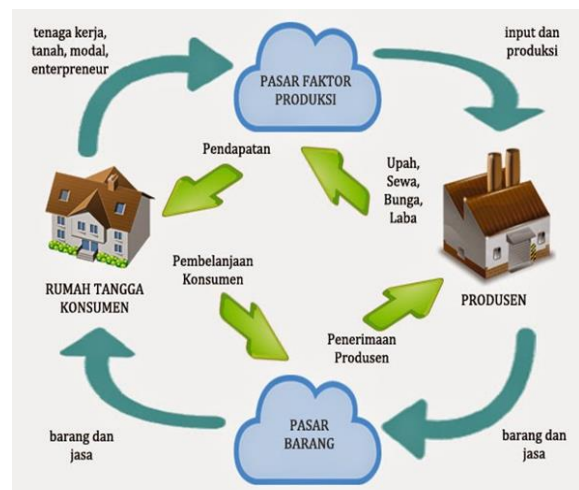 tenaga kerja,
tanah, modal,
enterpreneur
PASAR FAKTOR
PRODUKSI
input dan
produksi
Pendapatan
Upah,
Sewa,
Bunga,
Laba
RUMAH TANGGA
KONSUMEN
Pembelanjaan
Konsumen
PRODUSEN
Penerimaan
Produsen
barang dan
jasa
PASAR
BARANG
barang dan
jasa